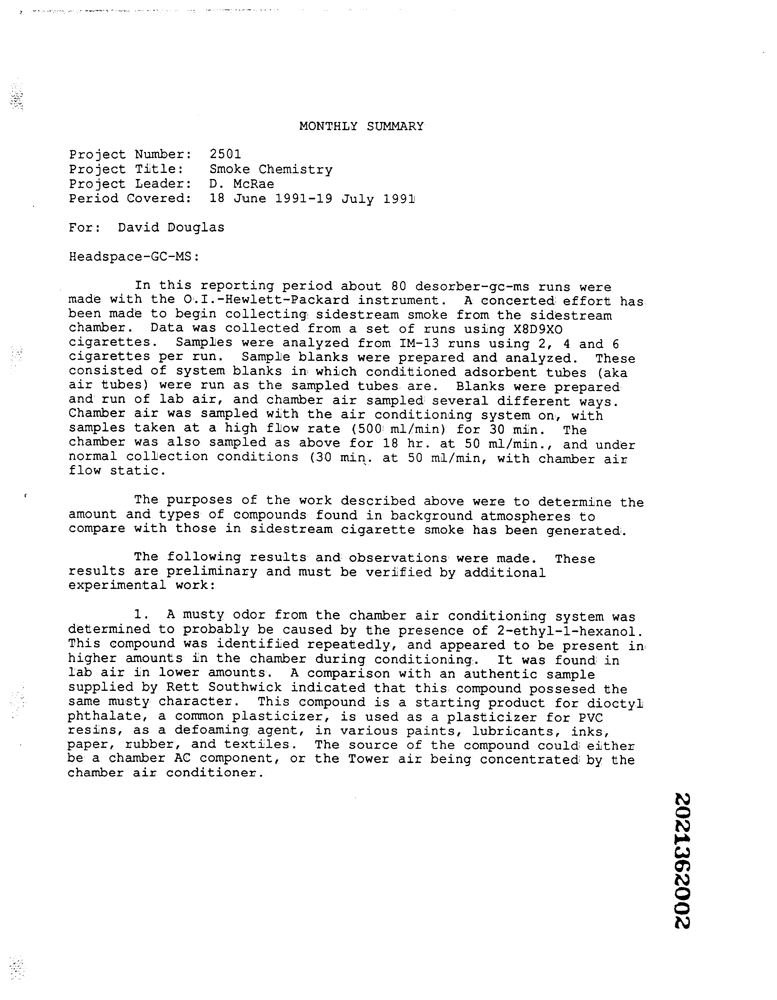 MONTHLY SUMMARY
Project Number: 2501
Project Title: Smoke Chemistry
Project Leader: D. McRae
Period Covered: 18 June 1991-19 July 1991
For: David Douglas
Headspace-GC-MS:
In this reporting period about 80 desorber-gc-ms runs were
made with the O.I.-Hewlett-Packard instrument. A concerted effort has
been made to begin collecting sidestream smoke from the sidestream
chamber. Data was collected from a set of runs using X8D9XO
cigarettes. Samples were analyzed from IM-13 runs using 2, 4 and 6
cigarettes per run. Sample blanks were prepared and analyzed. These
consisted of system blanks in which conditioned adsorbent tubes (aka
air tubes) were run as the sampled tubes are. Blanks were prepared
and run of lab air, and chamber air sampled several different ways.
Chamber air was sampled with the air conditioning system on, with
samples taken at a high flow rate (500 ml/min) for 30 min. The
chamber was also sampled as above for 18 hr. at 50 ml/min., and under
normal collection conditions (30 min. at 50 ml/min, with chamber air
flow static.
The purposes of the work described above were to determine the
amount and types of compounds found in background atmospheres to
compare with those in sidestream cigarette smoke has been generated.
The following results and observations were made. These
results are preliminary and must be verified by additional
experimental work:
1. A musty odor from the chamber air conditioning system was
determined to probably be caused by the presence of 2-ethyl-1-hexanol.
This compound was identified repeatedly, and appeared to be present in
higher amounts in the chamber during conditioning. It was found in
lab air in lower amounts. A comparison with an authentic sample
supplied by Rett Southwick indicated that this compound possesed the
same musty character. This compound is a starting product for dioctyl
phthalate, a common plasticizer, is used as a plasticizer for PVC
resins, as a defoaming agent, in various paints, lubricants, inks,
paper, rubber, and textiles. The source of the compound could either
be a chamber AC component, or the Tower air being concentrated by the
chamber air conditioner.
2021362002